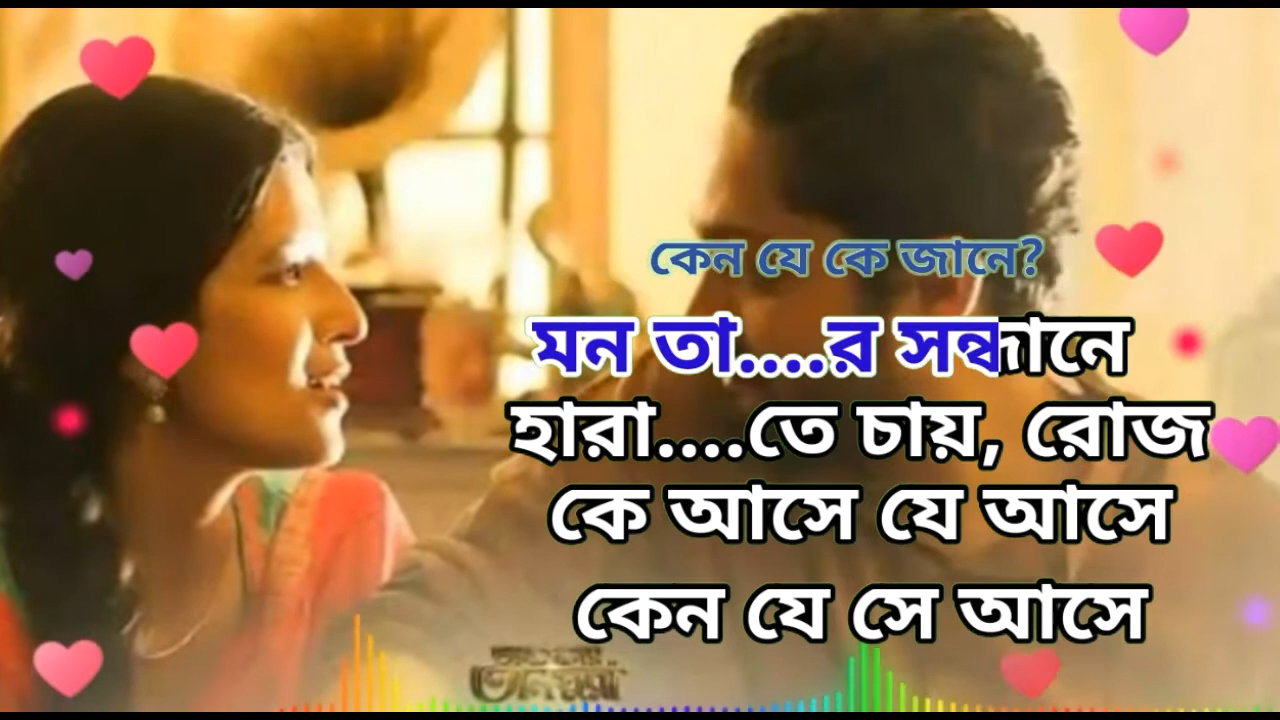 কেন যে কে জানে?
মন তা....র সন্ধানে
হারা....তে চায়, রোজ
কে আসে যে আসে
কেন যে সে আসে